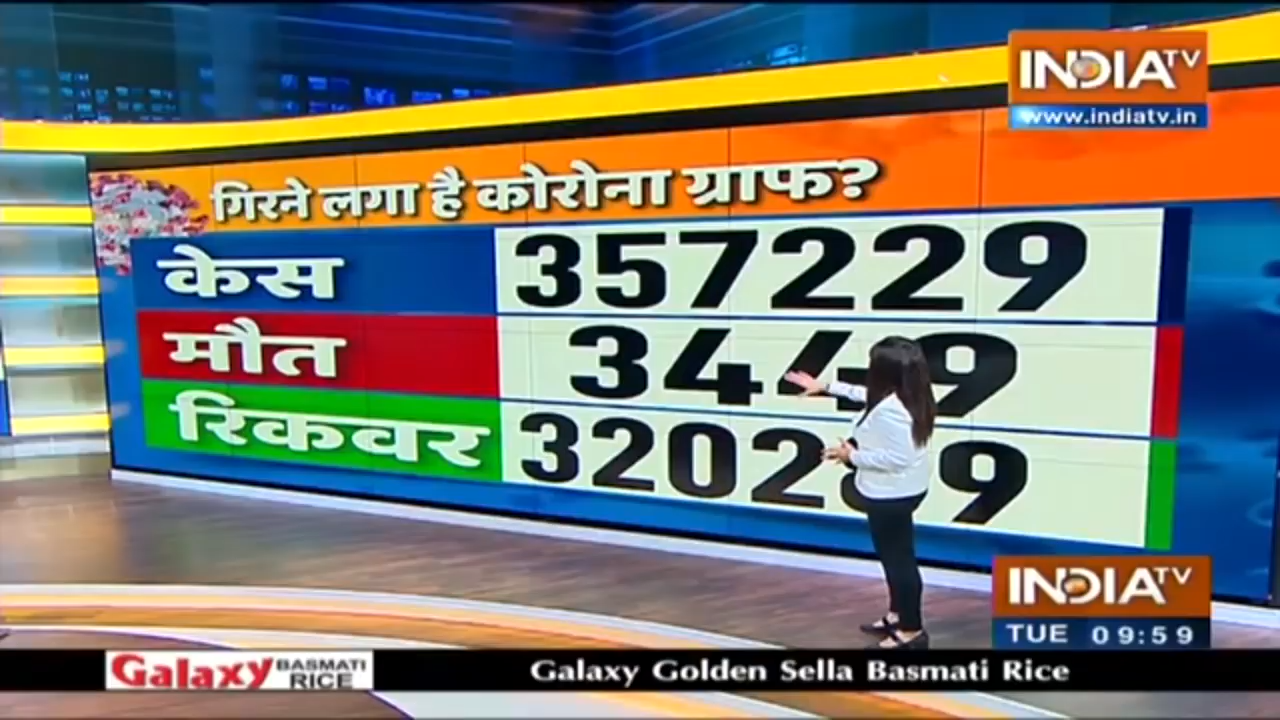 INDIA TV
www.indiatv.in
गिरने लगा है कोरोना ग्राफ?
केस 357229
मौत 3449
रिकवर
INDIA TV
TUE 09:59
Galaxy BASMATI RICE
Galaxy Golden Sella Basmati Rice